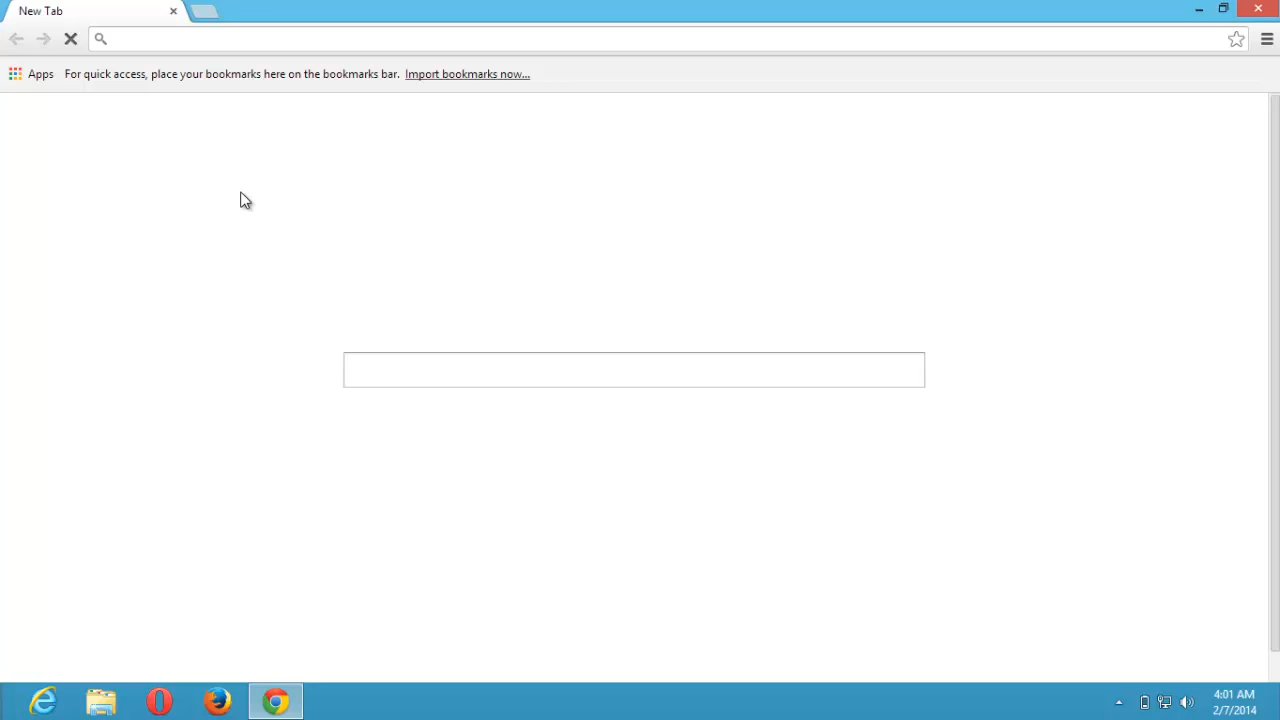 New Tab
Apps For quick access, place your bookmarks here on the bookmarks bar. Import bookmarks now...
4:01 AM
2/7/2014